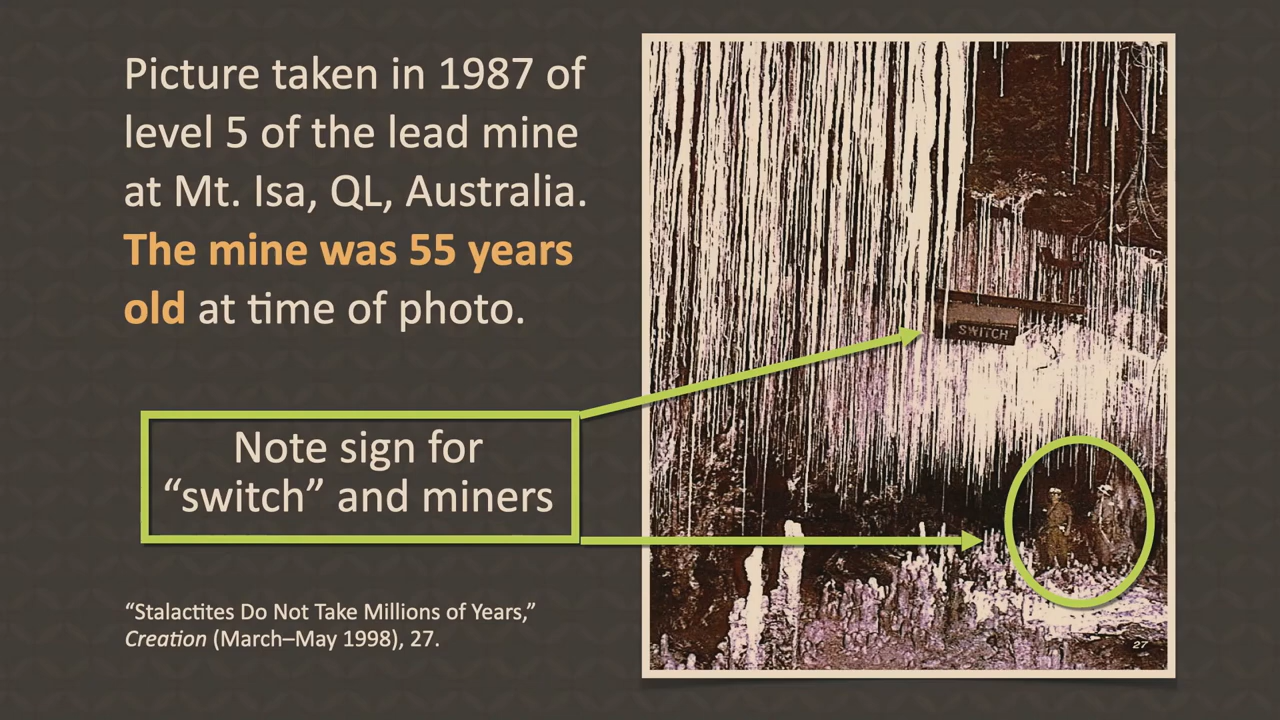 Picture taken in 1987 of
level 5 of the lead mine
at Mt. Isa, QL, Australia.
The mine was 55 years
old at time of photo.
SWITCH
Note sign for
“switch” and miners
“Stalactites Do Not Take Millions of Years,”
Creation (March–May 1998), 27.
27